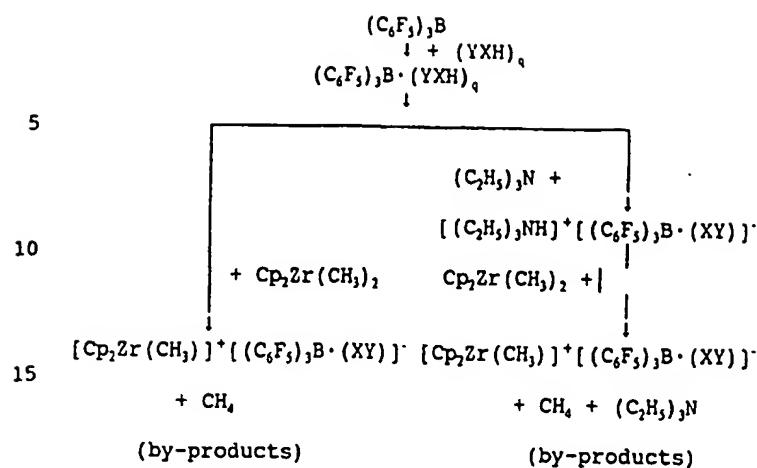 (C₆F₅)₃B
↓ + (YXH)q
(C₆F₅)₃B·(YXH)q
↓
5
(C₂H₅)₃N +
↓
[(C₂H₅)₃NH]⁺[(C₆F₅)₃B·(XY)]⁻
10
+ Cp₂Zr(CH₃)₂ Cp₂Zr(CH₃)₂ +
[Cp₂Zr(CH₃)]⁺[(C₆F₅)₃B·(XY)]⁻ [Cp₂Zr(CH₃)]⁺[(C₆F₅)₃B·(XY)]⁻
15
+ CH₄ + CH₄ + (C₂H₅)₃N
(by-products) (by-products)